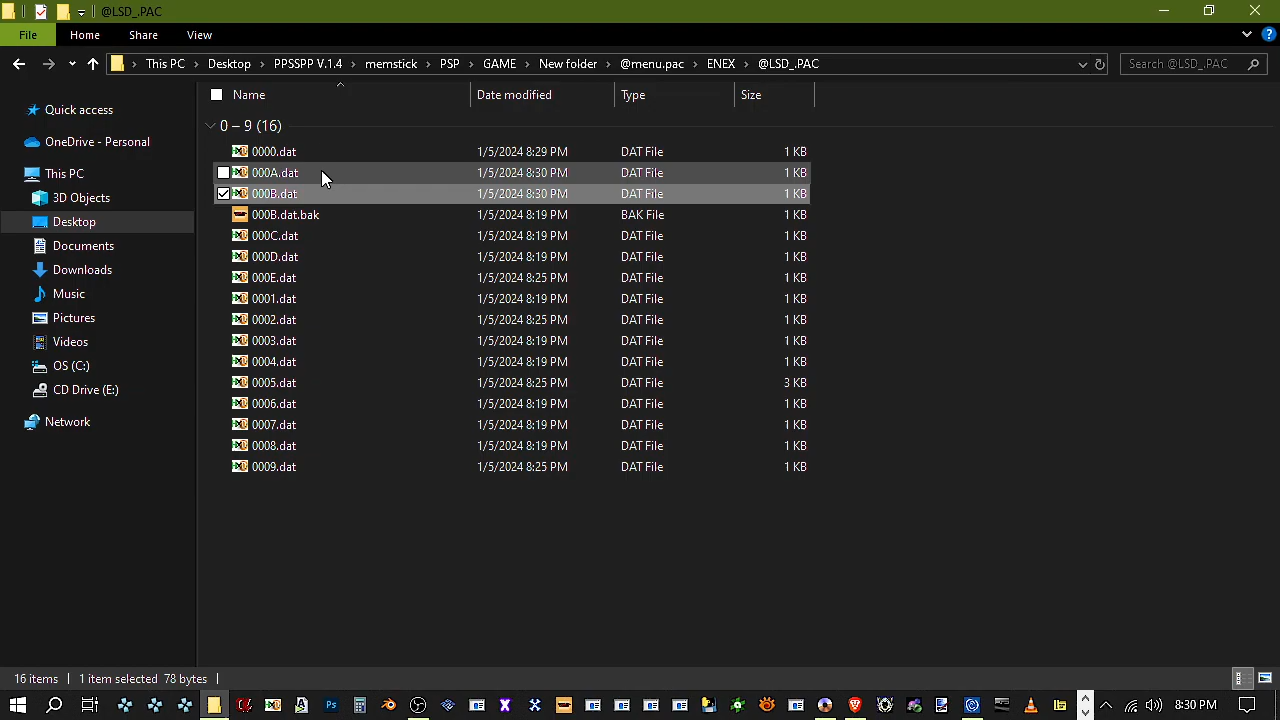 @LSD_.PAC
File Home Share View
This PC Desktop PPSSPP V.1.4 memstick PSP GAME New folder @menu.pac ENEX @LSD_.PAC Search @LSD_.PAC
Name Date modified Type Size
Quick access
OneDrive - Personal
This PC
3D Objects
Desktop
Documents
Downloads
Music
Pictures
Videos
OS (C:)
CD Drive (E:)
Network
0 – 9 (16)
0000.dat 1/5/2024 8:29 PM DAT File 1 KB
000A.dat 1/5/2024 8:30 PM DAT File 1 KB
000B.dat 1/5/2024 8:30 PM DAT File 1 KB
000B.dat.bak 1/5/2024 8:19 PM BAK File 1 KB
000C.dat 1/5/2024 8:19 PM DAT File 1 KB
000D.dat 1/5/2024 8:19 PM DAT File 1 KB
000E.dat 1/5/2024 8:25 PM DAT File 1 KB
0001.dat 1/5/2024 8:19 PM DAT File 1 KB
0002.dat 1/5/2024 8:25 PM DAT File 1 KB
0003.dat 1/5/2024 8:19 PM DAT File 1 KB
0004.dat 1/5/2024 8:19 PM DAT File 1 KB
0005.dat 1/5/2024 8:25 PM DAT File 3 KB
0006.dat 1/5/2024 8:19 PM DAT File 1 KB
0007.dat 1/5/2024 8:19 PM DAT File 1 KB
0008.dat 1/5/2024 8:19 PM DAT File 1 KB
0009.dat 1/5/2024 8:25 PM DAT File 1 KB
16 items 1 item selected 78 bytes
8:30 PM